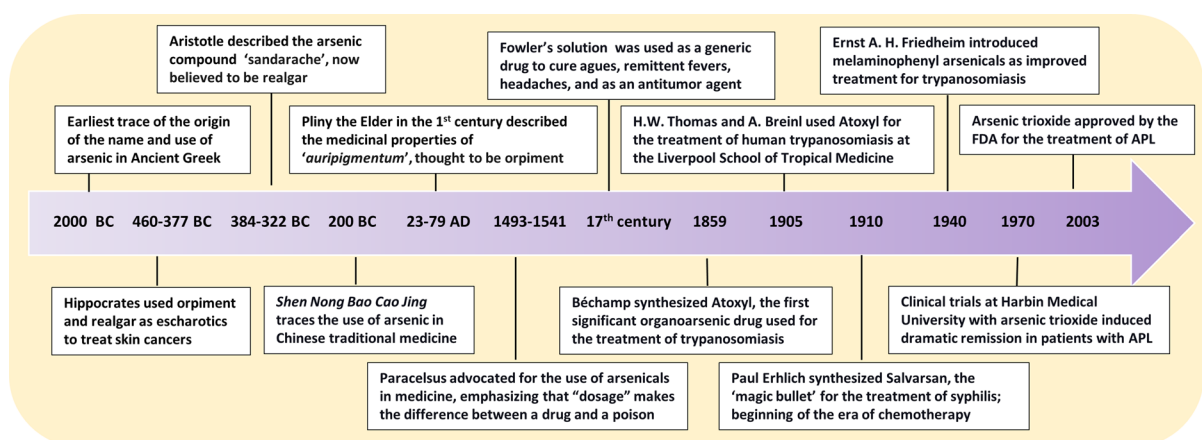 Aristotle described the arsenic
compound ‘sandarache’, now
believed to be realgar
Fowler’s solution was used as a generic
drug to cure agues, remittent fevers,
headaches, and as an antitumor agent
Ernst A. H. Friedheim introduced
melaminophenyl arsenicals as improved
treatment for trypanosomiasis
Earliest trace of the origin
of the name and use of
arsenic in Ancient Greek
Pliny the Elder in the 1st century described
the medicinal properties of
‘auripigmentum’, thought to be orpiment
H.W. Thomas and A. Breinl used Atoxyl for
the treatment of human trypanosomiasis at
the Liverpool School of Tropical Medicine
Arsenic trioxide approved by the
FDA for the treatment of APL
2000 BC 460-377 BC 384-322 BC 200 BC 23-79 AD 1493-1541 17th century 1859 1905 1910 1940 1970 2003
Hippocrates used orpiment
and realgar as escharotics
to treat skin cancers
Shen Nong Bao Cao Jing
traces the use of arsenic in
Chinese traditional medicine
Béchamp synthesized Atoxyl, the first
significant organoarsenic drug used for
the treatment of trypanosomiasis
Clinical trials at Harbin Medical
University with arsenic trioxide induced
dramatic remission in patients with APL
Paracelsus advocated for the use of arsenicals
in medicine, emphasizing that “dosage” makes
the difference between a drug and a poison
Paul Erhlich synthesized Salvarsan, the
‘magic bullet’ for the treatment of syphilis;
beginning of the era of chemotherapy